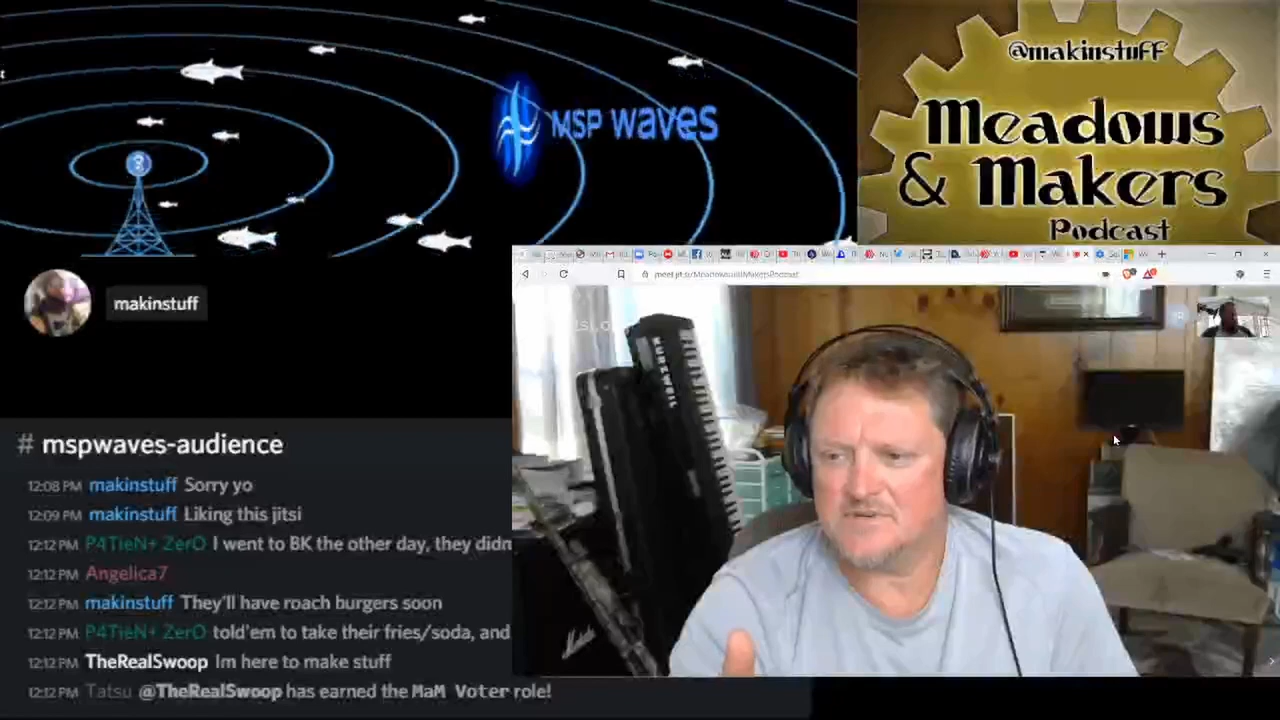 MSP waves
@makinstuff
Meadows
& Makers
Podcast
makinstuff
# mspwaves-audience
12:08 PM makinstuff Sorry yo
12:09 PM makinstuff Liking this jitsi
12:12 PM P4TieN+ ZerO I went to BK the other day, they didn
12:12 PM Angelica7
12:12 PM makinstuff They'll have roach burgers soon
12:12 PM P4TieN+ ZerO told'em to take their fries/soda, and
12:12 PM TheRealSwoop Im here to make stuff
12:12 PM Tatsu @TheRealSwoop has earned the MaM Voter role!
KURZWEIL